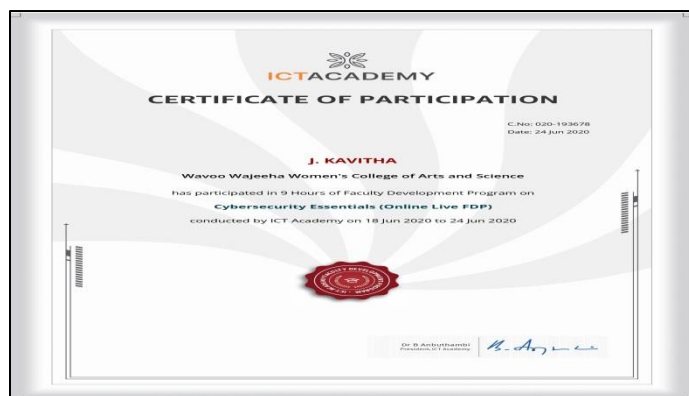 ICTACADEMY
CERTIFICATE OF PARTICIPATION
C.No: 020-193678
Date: 24 Jun 2020
J. KAVITHA
Wavoo Wajeeha Women's College of Arts and Science
has participated in 9 Hours of Faculty Development Program on
Cybersecurity Essentials (Online Live FDP)
conducted by ICT Academy on 18 Jun 2020 to 24 Jun 2020
Dr B Anbuthambi
President, ICT Academy